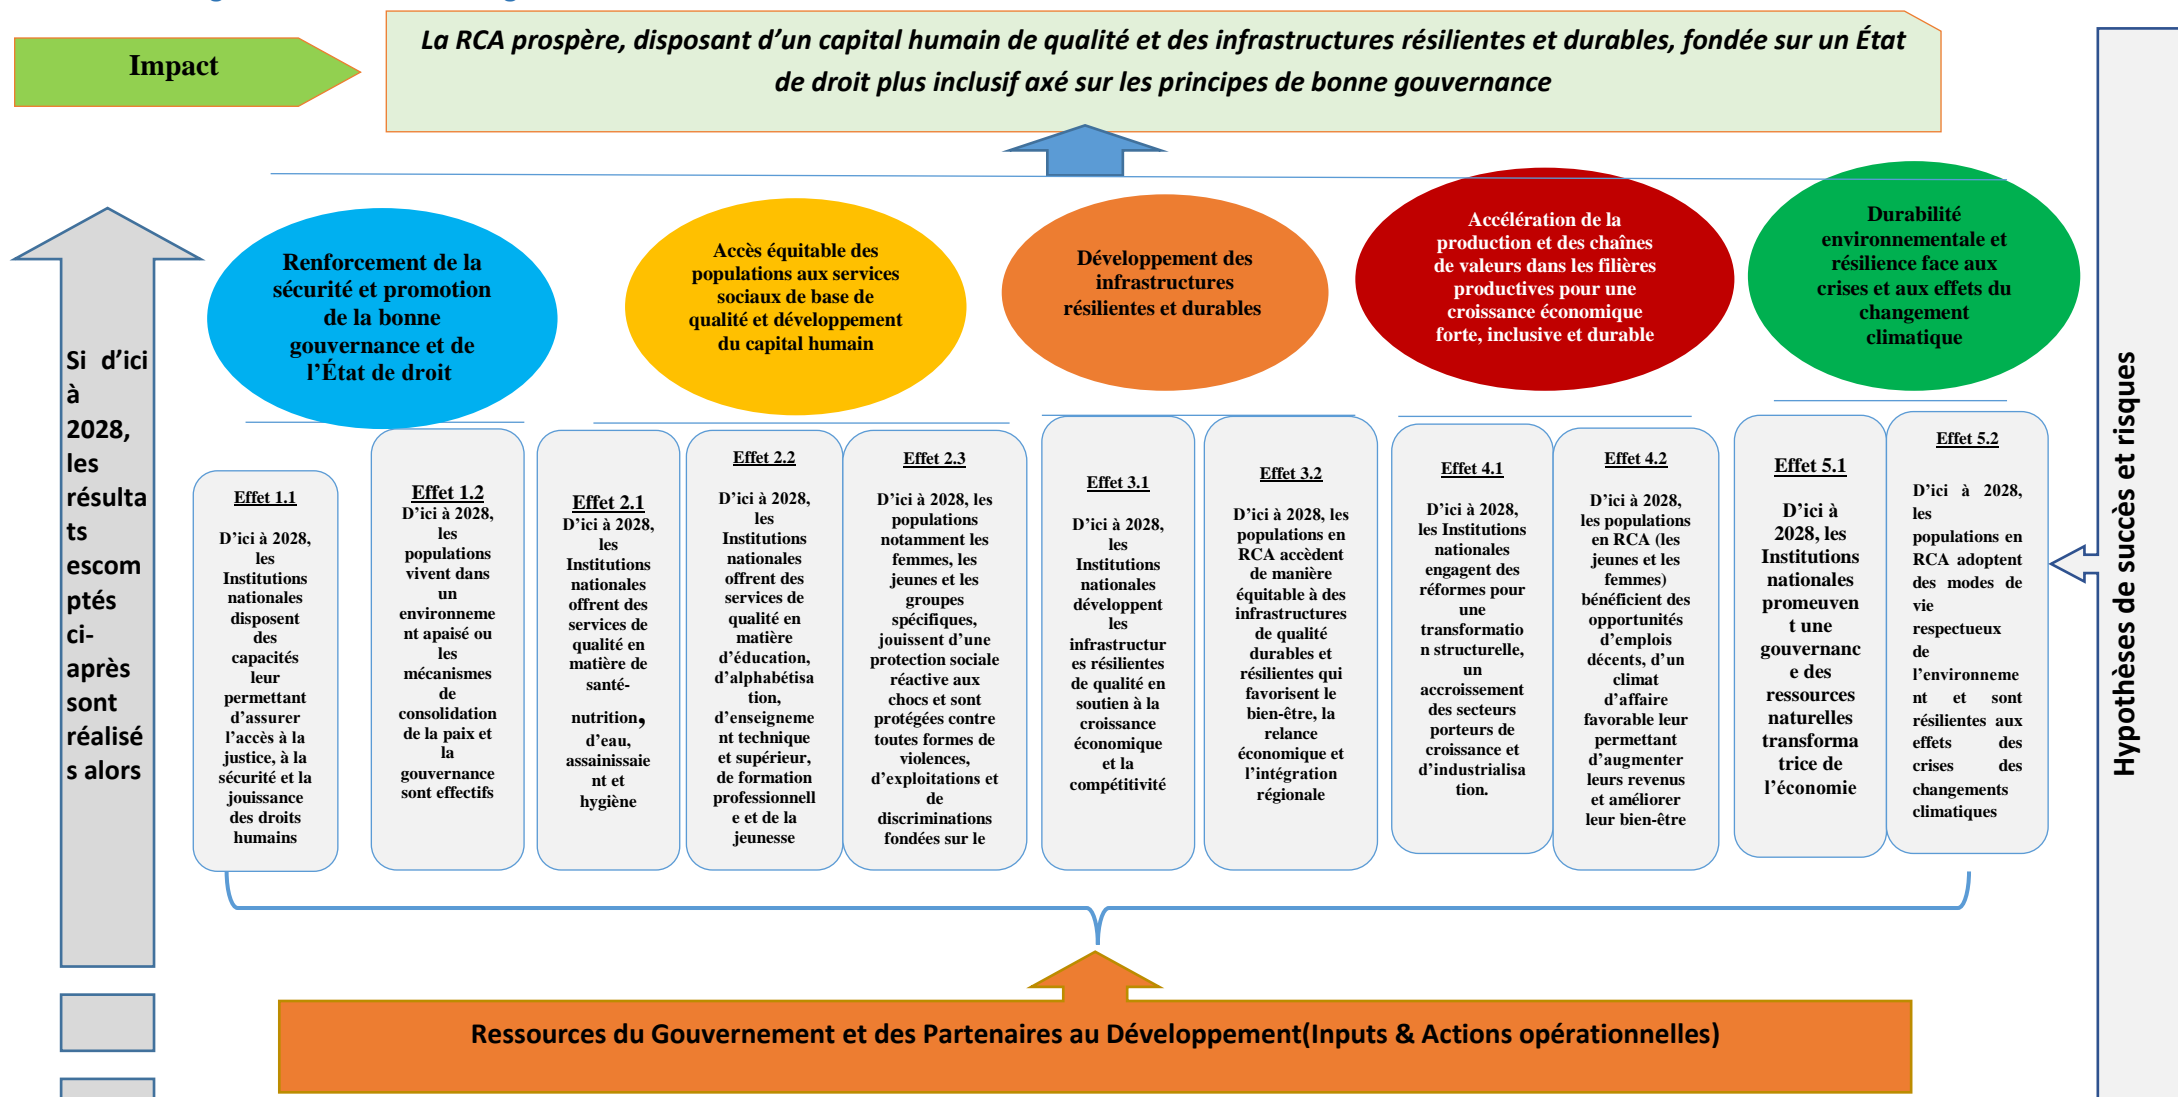 Impact
La RCA prospère, disposant d’un capital humain de qualité et des infrastructures résilientes et durables, fondée sur un État
de droit plus inclusif axé sur les principes de bonne gouvernance
Renforcement de la
sécurité et promotion
de la bonne
gouvernance et de
l’État de droit
Accès équitable des
populations aux services
sociaux de base de
qualité et développement
du capital humain
Développement des
infrastructures
résilientes et durables
Accélération de la
production et des chaînes
de valeurs dans les filières
productives pour une
croissance économique
forte, inclusive et durable
Durabilité
environnementale et
résilience face aux
crises et aux effets du
changement
climatique
Si d’ici
à
2028,
les
résulta
ts
escom
ptés
ci-
après
sont
réalisé
s alors
Effet 1.1
D’ici à 2028,
les
Institutions
nationales
disposent
des
capacités
leur
permettant
d’assurer
l’accès à la
justice, à la
sécurité et la
jouissance
des droits
humains
Effet 1.2
D’ici à 2028,
les
populations
vivent dans
un
environneme
nt apaisé ou
les
mécanismes
de
consolidation
de la paix et
la
gouvernance
sont effectifs
Effet 2.1
D’ici à 2028,
les
Institutions
nationales
offrent des
services de
qualité en
matière de
santé-
nutrition,
d’eau,
assainissaie
nt et
hygiène
Effet 2.2
D’ici à 2028,
les
Institutions
nationales
offrent des
services de
qualité en
matière
d’éducation,
d’alphabétisa
tion,
d’enseigneme
nt technique
et supérieur,
de formation
professionnell
e et de la
jeunesse
Effet 2.3
D’ici à 2028, les
populations
notamment les
femmes, les
jeunes et les
groupes
spécifiques,
jouissent d’une
protection sociale
réactive aux
chocs et sont
protégées contre
toutes formes de
violences,
d’exploitations et
de
discriminations
fondées sur le
Effet 3.1
D’ici à 2028,
les
Institutions
nationales
développent
les
infrastructur
es résilientes
de qualité en
soutien à la
croissance
économique
et la
compétitivité
Effet 3.2
D’ici à 2028, les
populations en
RCA accèdent
de manière
équitable à des
infrastructures
de qualité
durables et
résilientes qui
favorisent le
bien-être, la
relance
économique et
l’intégration
régionale
Effet 4.1
D’ici à 2028,
les Institutions
nationales
engagent des
réformes pour
une
transformatio
n structurelle,
un
accroissement
des secteurs
porteurs de
croissance et
d’industrialisa
tion.
Effet 4.2
D’ici à 2028,
les populations
en RCA (les
jeunes et les
femmes)
bénéficient des
opportunités
d’emplois
décents, d’un
climat
d’affaire
favorable leur
permettant
d’augmenter
leurs revenus
et améliorer
leur bien-être
Effet 5.1
D’ici à
2028, les
Institutions
nationales
promeuven
t une
gouvernanc
e des
ressources
naturelles
transforma
trice de
l’économie
Effet 5.2
D’ici à 2028,
les
populations en
RCA adoptent
des modes de
vie
respectueux
de
l’environneme
nt et sont
résilientes aux
effets des
crises des
changements
climatiques
Hypothèses de succès et risques
Ressources du Gouvernement et des Partenaires au Développement(Inputs & Actions opérationnelles)